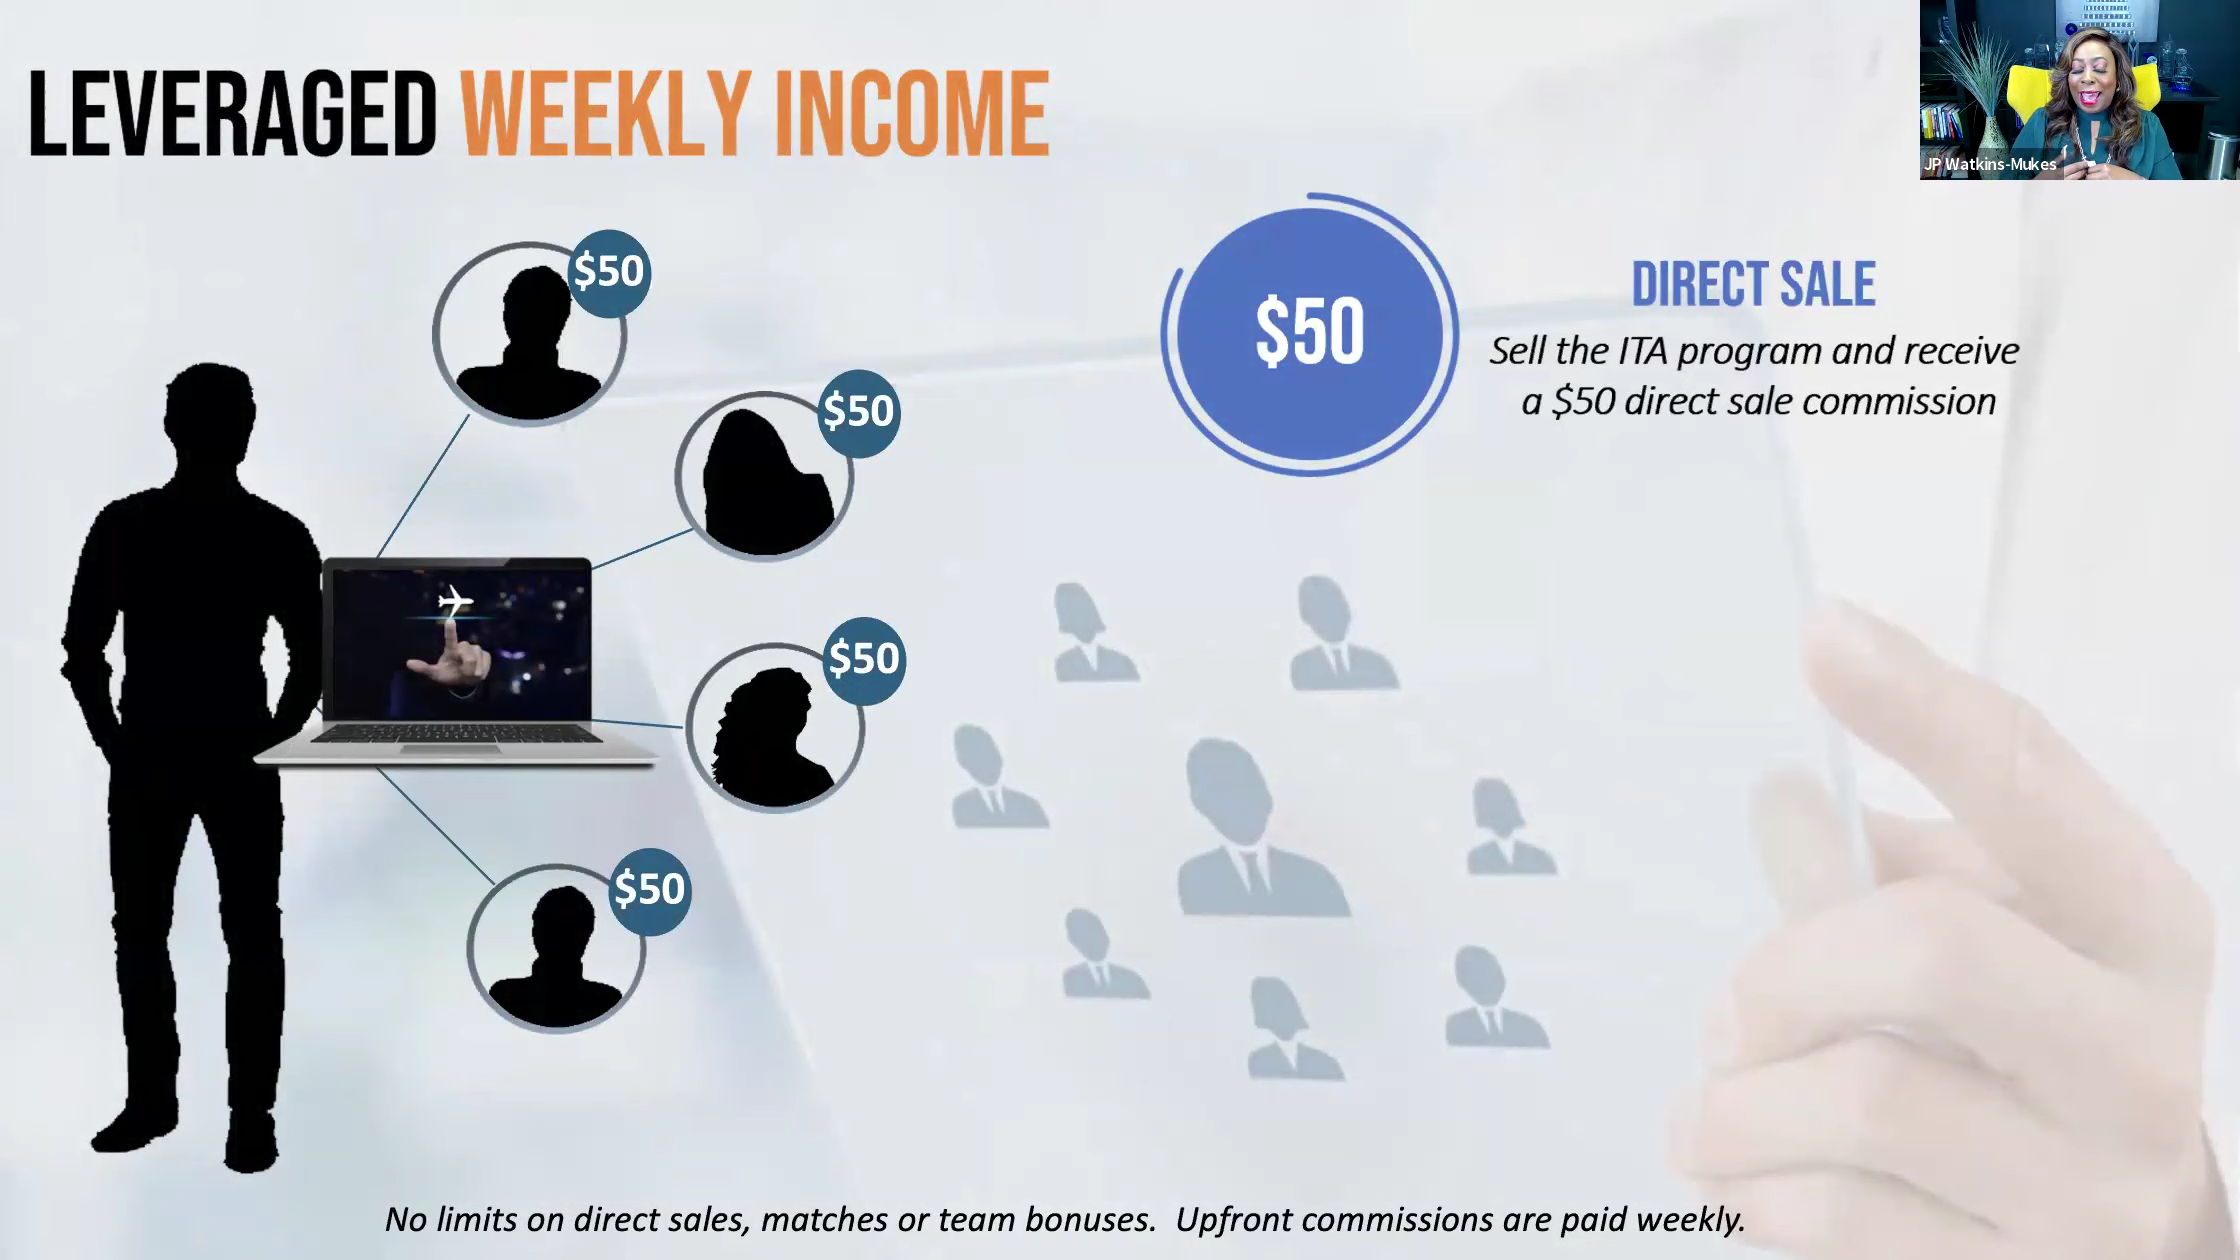 LEVERAGED WEEKLY INCOME
JP Watkins-Mukes
$50
$50
$50
$50
$50
DIRECT SALE
Sell the ITA program and receive
a $50 direct sale commission
No limits on direct sales, matches or team bonuses. Upfront commissions are paid weekly.